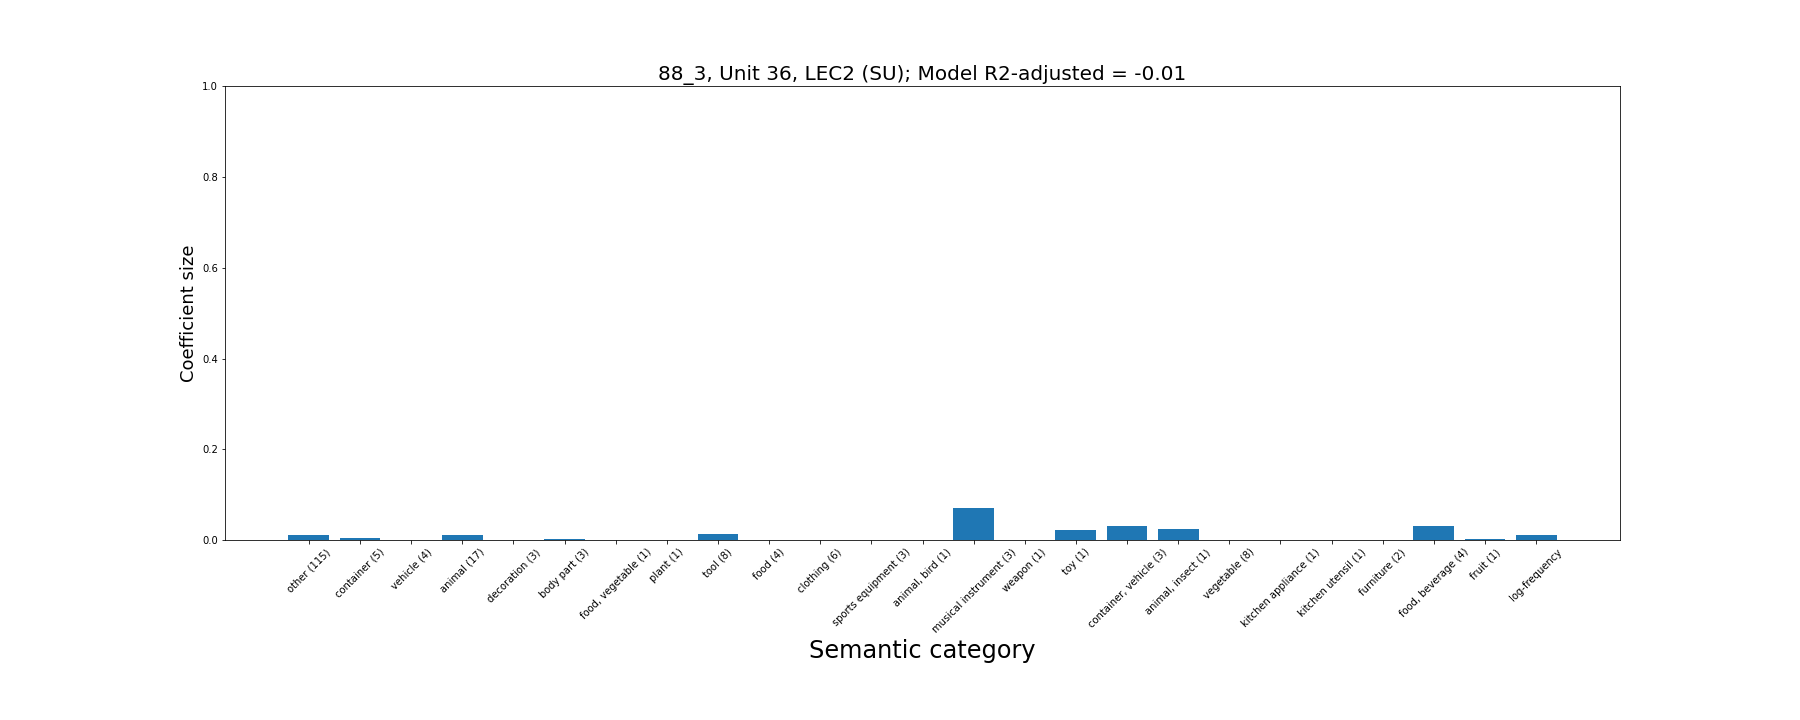 88_3, Unit 36, LEC2 (SU); Model R2-adjusted = -0.01
Coefficient size
1.0
0.8
0.6
0.4
0.2
0.0
other (115)
container (5)
vehicle (4)
animal (17)
decoration (3)
body part (3)
food, vegetable (1)
plant (1)
tool (8)
food (4)
clothing (6)
sports equipment (3)
animal, bird (1)
musical instrument (3)
weapon (1)
toy (1)
container, vehicle (3)
animal, insect (1)
vegetable (8)
kitchen appliance (1)
kitchen utensil (1)
furniture (2)
food, beverage (4)
fruit (1)
log-frequency
Semantic category